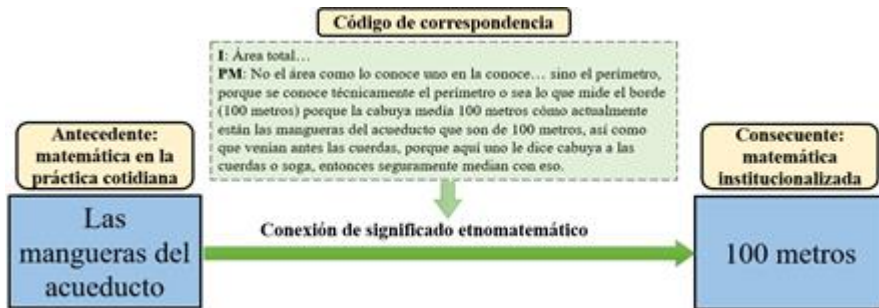 Código de correspondencia
I: Área total…
PM: No el área como lo conoce uno en la conoce… sino el perímetro,
porque se conoce técnicamente el perímetro o sea lo que mide el borde
(100 metros) porque la cabuya media 100 metros cómo actualmente
están las mangueras del acueducto que son de 100 metros, así como
que venian antes las cuerdas, porque aquí uno le dice cabuya a las
cuerdas o soga, entonces seguramente median con eso.
Antecedente:
matemática en la
práctica cotidiana
Consecuente:
matemática
institucionalizada
Las
mangueras del
acueducto
Conexión de significado etnomatemático
100 metros